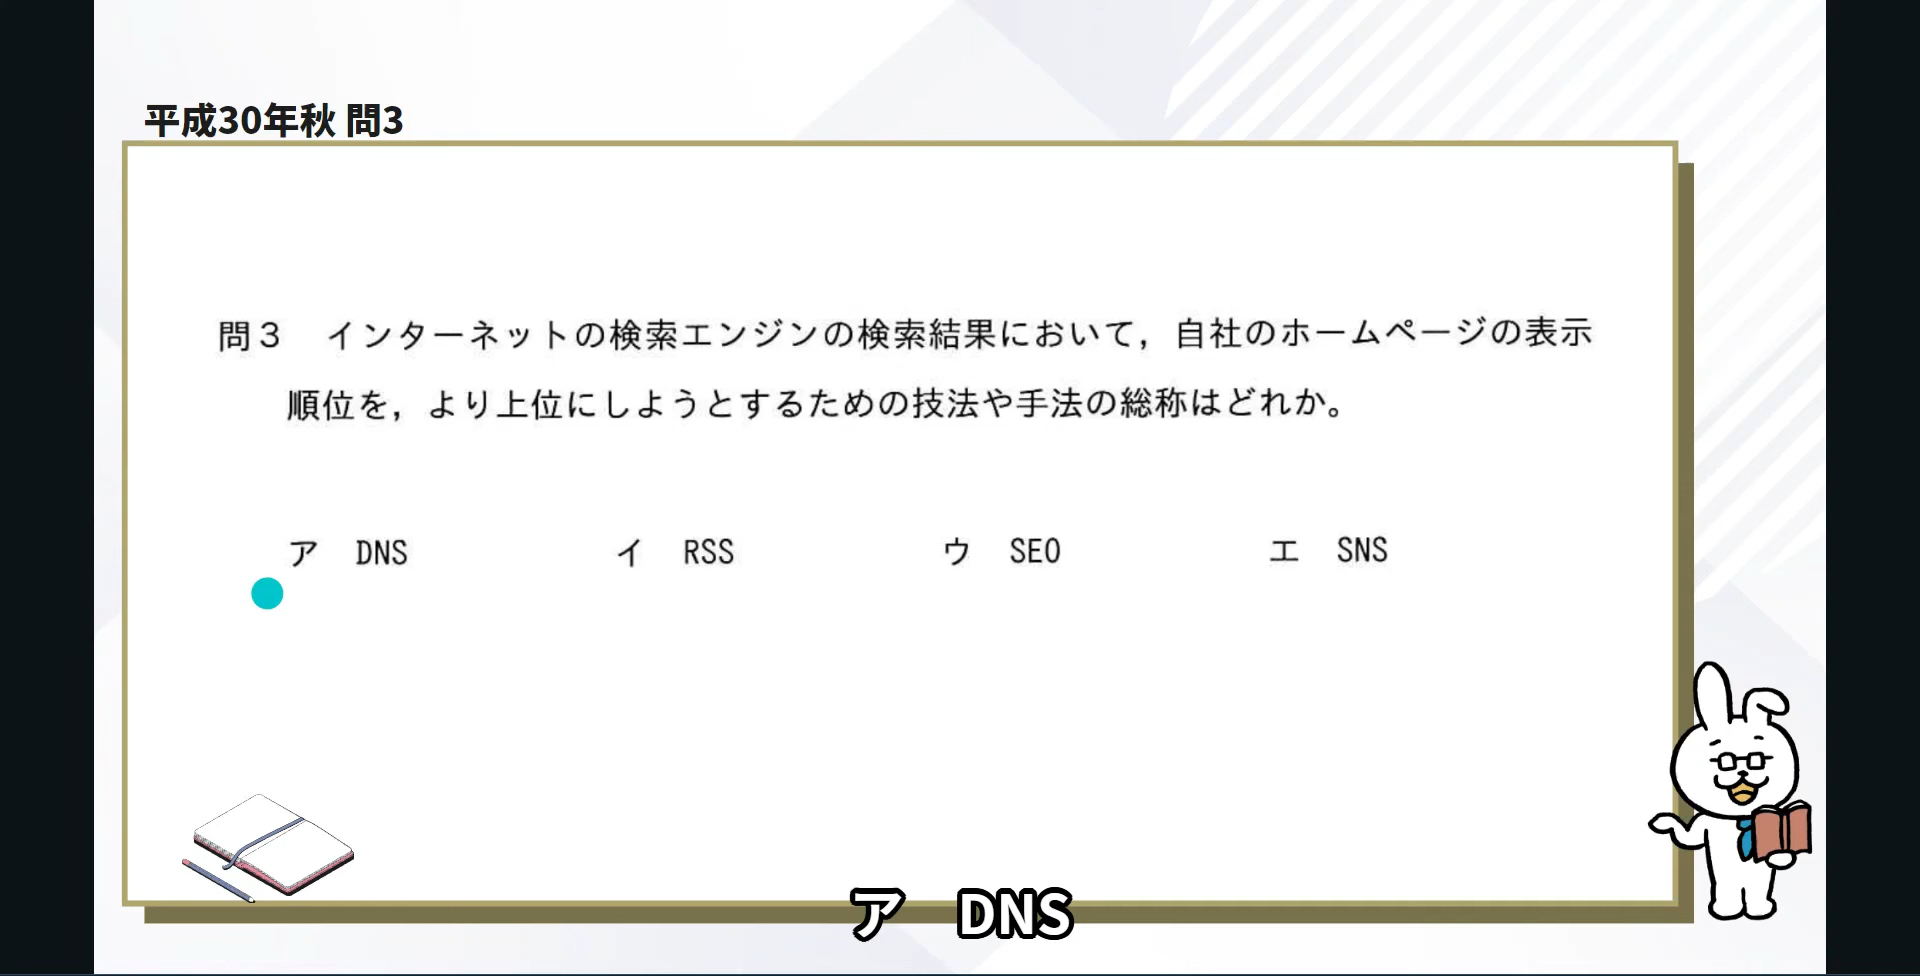 平成30年秋 問3
問3　インターネットの検索エンジンの検索結果において，自社のホームページの表示
順位を，より上位にしようとするための技法や手法の総称はどれか。
ア　DNS　イ　RSS　ウ　SEO　エ　SNS
ア　DNS